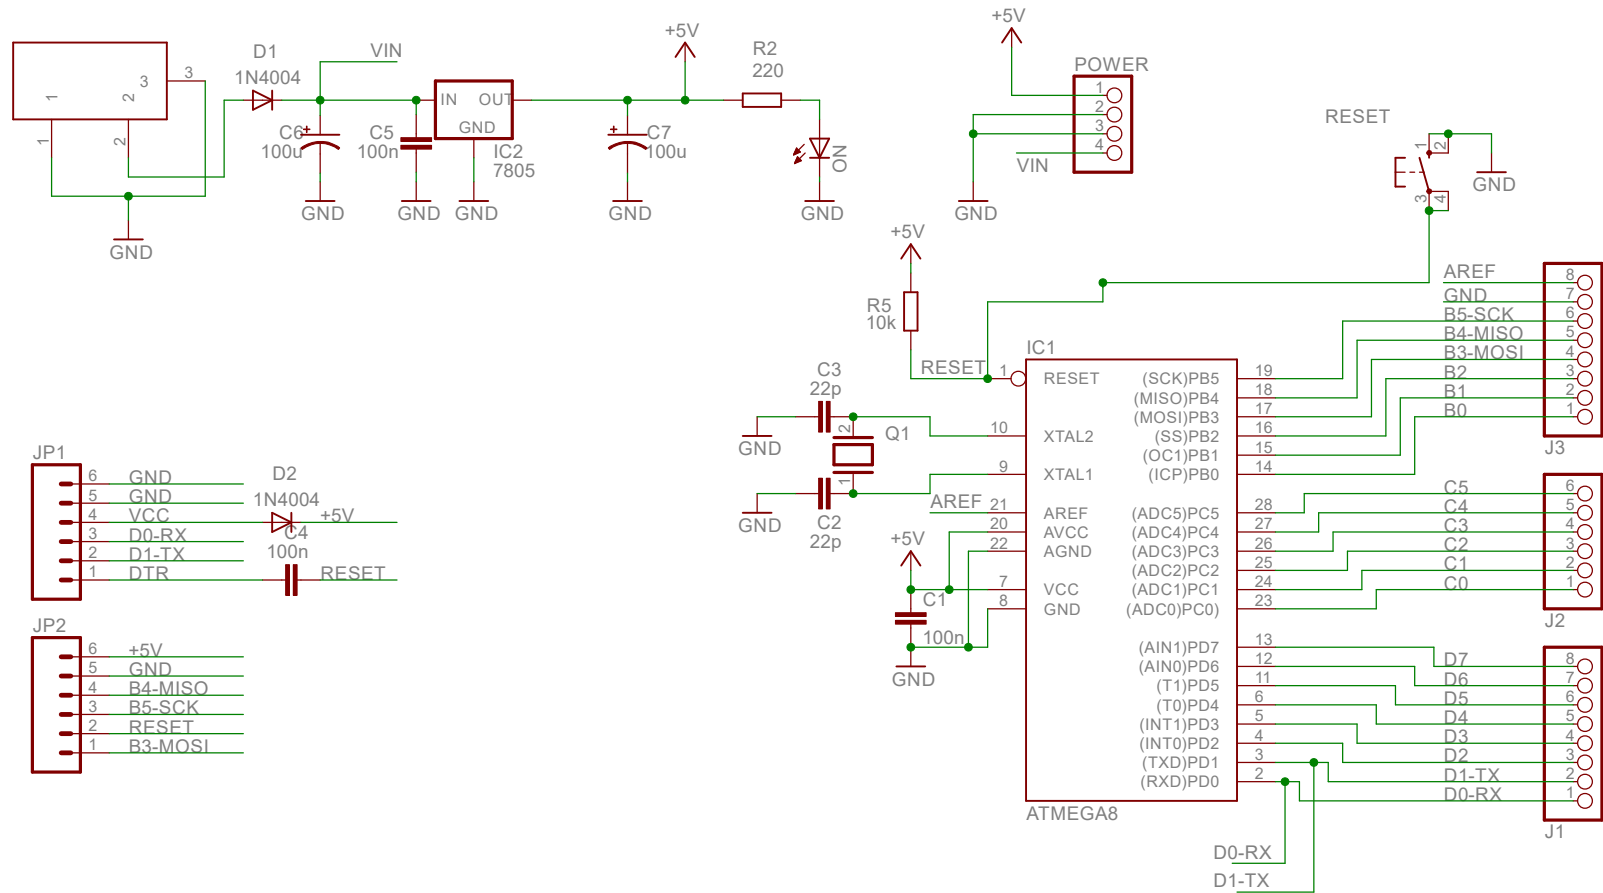 D1
1N4004
VIN
1
2
3
3
1
2
GND
C6
100u
+
GND
C5
100n
GND
IN
OUT
GND
IC2
7805
GND
+5V
C7
100u
+
GND
R2
220
ON
GND
+5V
POWER
1
2
3
4
VIN
GND
RESET
1
2
3
4
GND
+5V
R5
10k
RESET
C3
22p
GND
2
Q1
1
C2
22p
GND
AREF
+5V
C1
100n
GND
IC1
1 RESET
10 XTAL2
9 XTAL1
21 AREF
20 AVCC
22 AGND
7 VCC
8 GND
(SCK)PB5 19
(MISO)PB4 18
(MOSI)PB3 17
(SS)PB2 16
(OC1)PB1 15
(ICP)PB0 14
(ADC5)PC5 28
(ADC4)PC4 27
(ADC3)PC3 26
(ADC2)PC2 25
(ADC1)PC1 24
(ADC0)PC0) 23
(AIN1)PD7 13
(AIN0)PD6 12
(T1)PD5 11
(T0)PD4 6
(INT1)PD3 5
(INT0)PD2 4
(TXD)PD1 3
(RXD)PD0 2
ATMEGA8
D0-RX
D1-TX
AREF 8
GND 7
B5-SCK 6
B4-MISO 5
B3-MOSI 4
B2 3
B1 2
B0 1
J3
C5 6
C4 5
C3 4
C2 3
C1 2
C0 1
J2
D7 8
D6 7
D5 6
D4 5
D3 4
D2 3
D1-TX 2
D0-RX 1
J1
JP1
6 GND
5 GND
4 VCC
3 D0-RX
2 D1-TX
1 DTR
D2
1N4004
+5V
C4
100n
RESET
JP2
6 +5V
5 GND
4 B4-MISO
3 B5-SCK
2 RESET
1 B3-MOSI